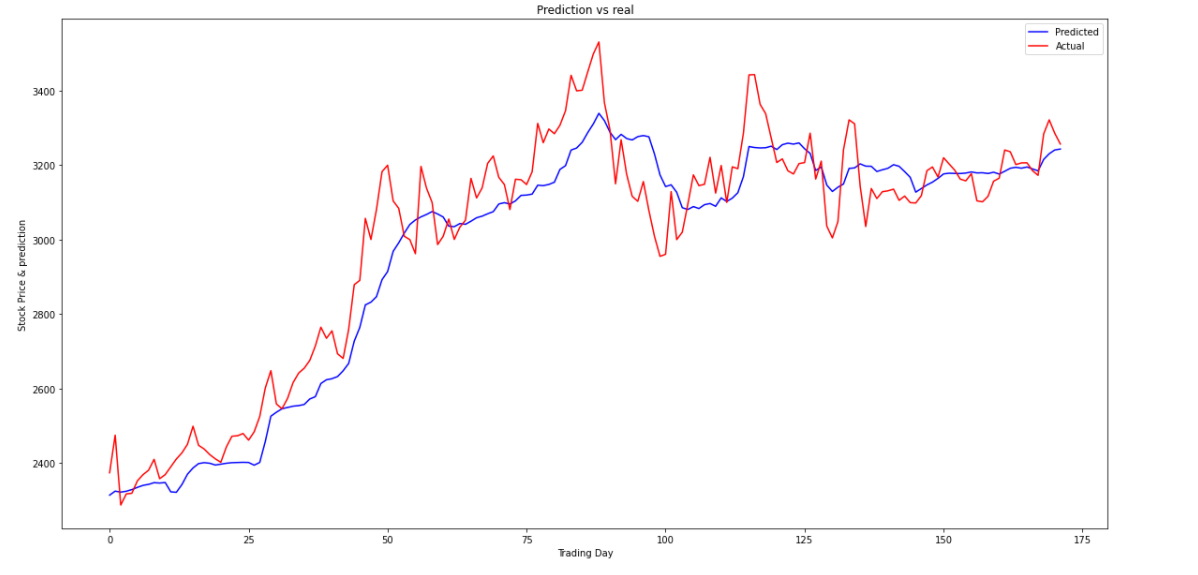 Prediction vs real
Predicted
Actual
Stock Price & prediction
3400
3200
3000
2800
2600
2400
0 25 50 75 100 125 150 175
Trading Day